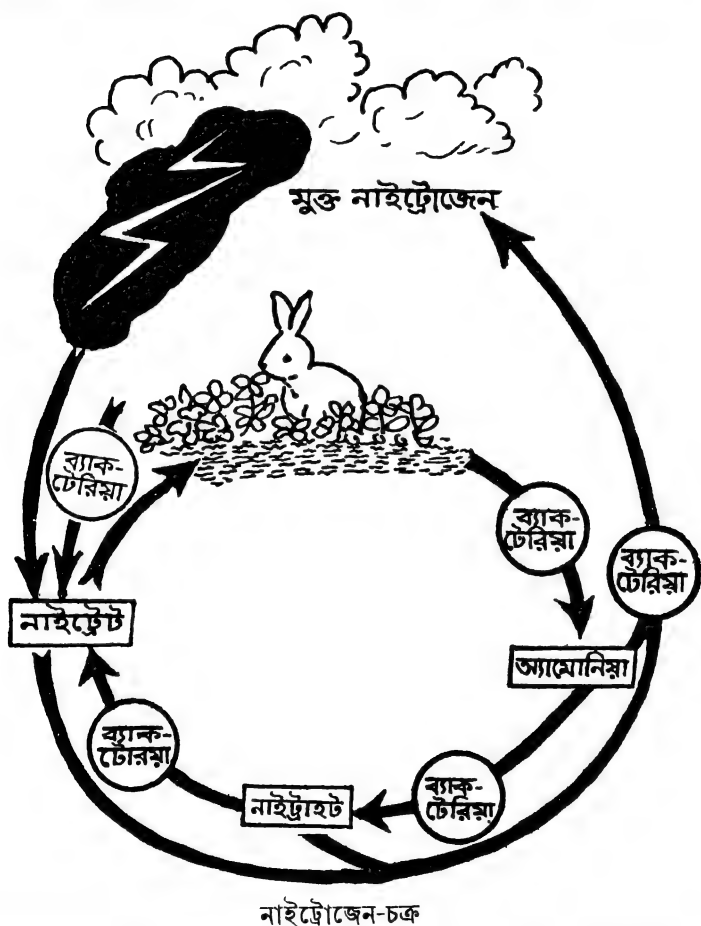 মুক্ত নাইট্রোজেন
ব্যাক-
টেরিয়া
ব্যাক-
টেরিয়া
ব্যাক-
টেরিয়া
নাইট্রেট
অ্যামোনিয়া
ব্যাক-
টেরিয়া
নাইট্রাইট
ব্যাক-
টেরিয়া
নাইট্রোজেন-চক্র